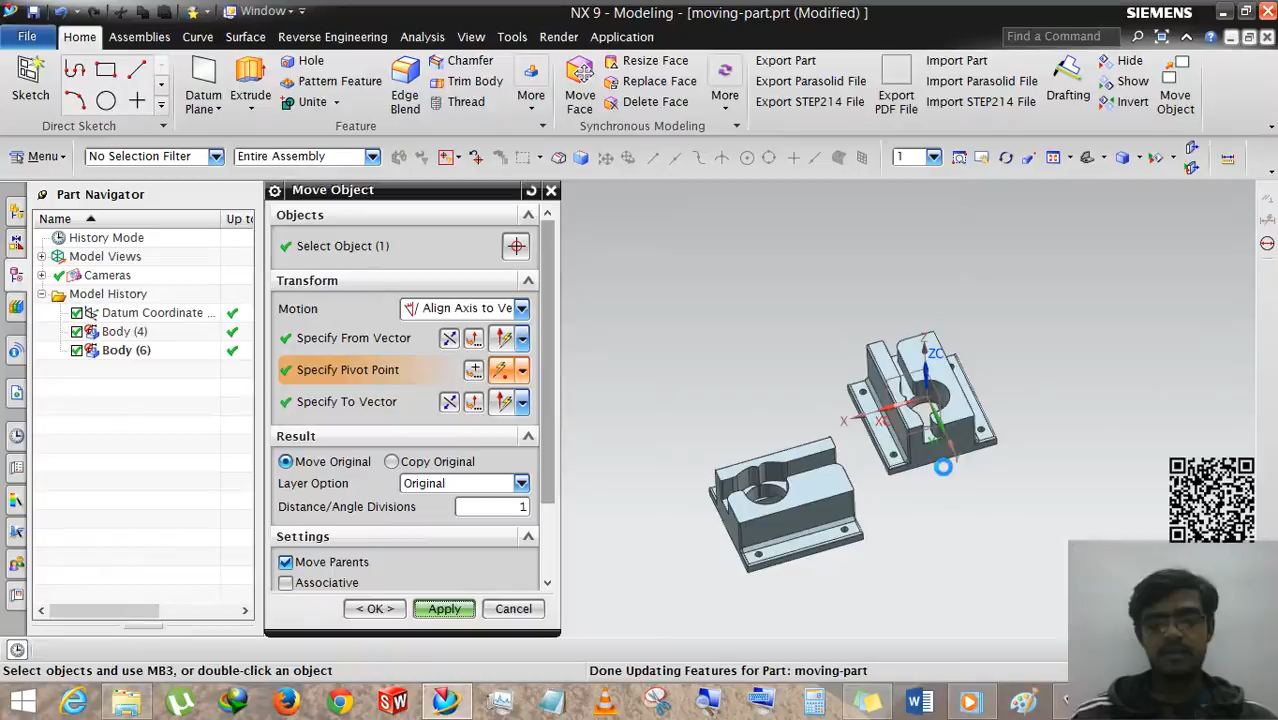 Window
NX 9 - Modeling - [moving-part.prt (Modified) ]
SIEMENS
File
Home
Assemblies
Curve
Surface
Reverse Engineering
Analysis
View
Tools
Render
Application
Find a Command
Sketch
Datum Plane
Extrude
Hole
Pattern Feature
Unite
Edge Blend
Chamfer
Trim Body
Thread
More
Move Face
Resize Face
Replace Face
Delete Face
More
Export Part
Export Parasolid File
Export STEP214 File
Export PDF File
Import Part
Import Parasolid File
Import STEP214 File
Drafting
Hide
Show
Invert
Move Object
Direct Sketch
Feature
Synchronous Modeling
Menu
No Selection Filter
Entire Assembly
1
Part Navigator
Name
Up to
History Mode
Model Views
Cameras
Model History
Datum Coordinate ...
Body (4)
Body (6)
Move Object
Objects
Select Object (1)
Transform
Motion
Align Axis to Ve
Specify From Vector
Specify Pivot Point
Specify To Vector
Result
Move Original
Copy Original
Layer Option
Original
Distance/Angle Divisions
1
Settings
Move Parents
Associative
< OK >
Apply
Cancel
ZC
X
XC
Select objects and use MB3, or double-click an object
Done Updating Features for Part: moving-part